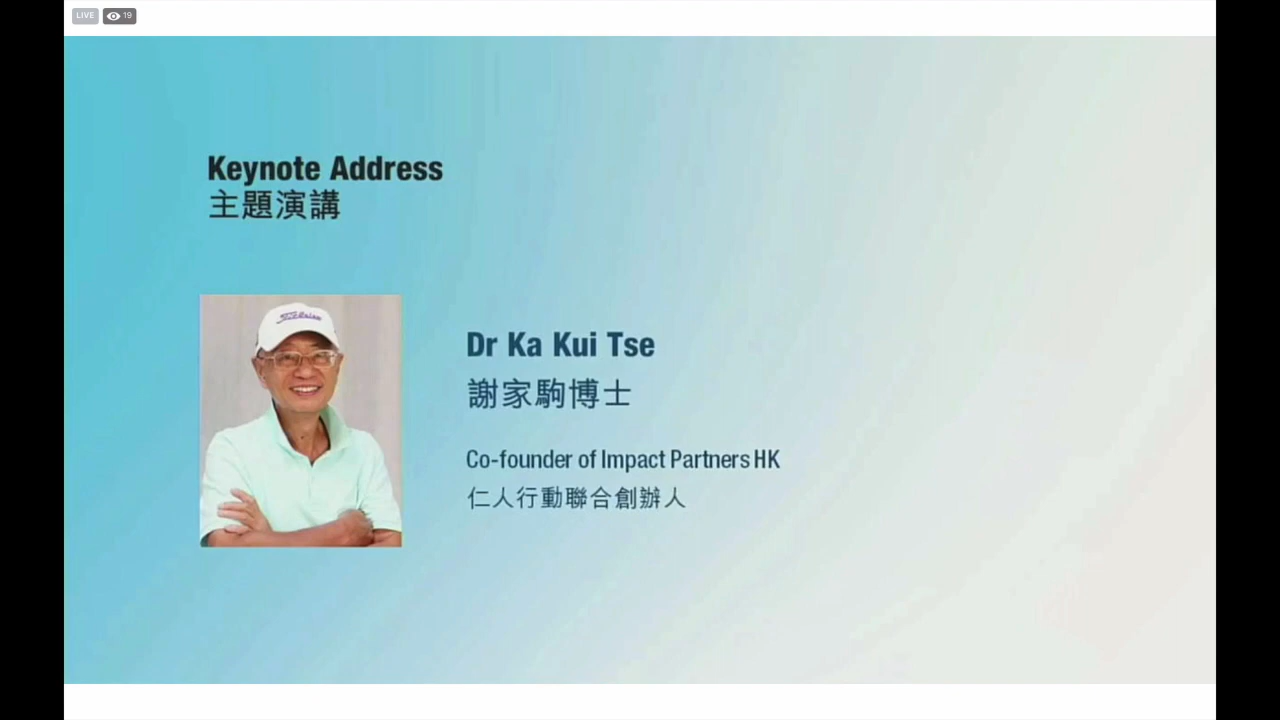 LIVE 19
Keynote Address
主題演講
Titleist
Dr Ka Kui Tse
謝家駒博士
Co-founder of Impact Partners HK
仁人行動聯合創辦人